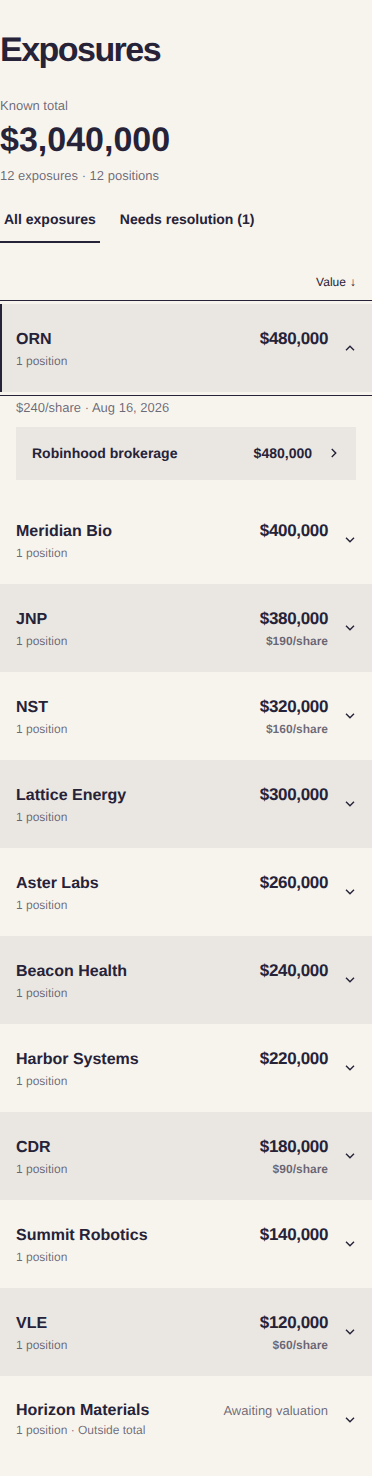 Exposures
Known total
$3,040,000
12 exposures · 12 positions
All exposures Needs resolution (1)
Value ↓
ORN $480,000
1 position
$240/share · Aug 16, 2026
Robinhood brokerage $480,000
Meridian Bio $400,000
1 position
JNP $380,000
1 position $190/share
NST $320,000
1 position $160/share
Lattice Energy $300,000
1 position
Aster Labs $260,000
1 position
Beacon Health $240,000
1 position
Harbor Systems $220,000
1 position
CDR $180,000
1 position $90/share
Summit Robotics $140,000
1 position
VLE $120,000
1 position $60/share
Horizon Materials Awaiting valuation
1 position · Outside total